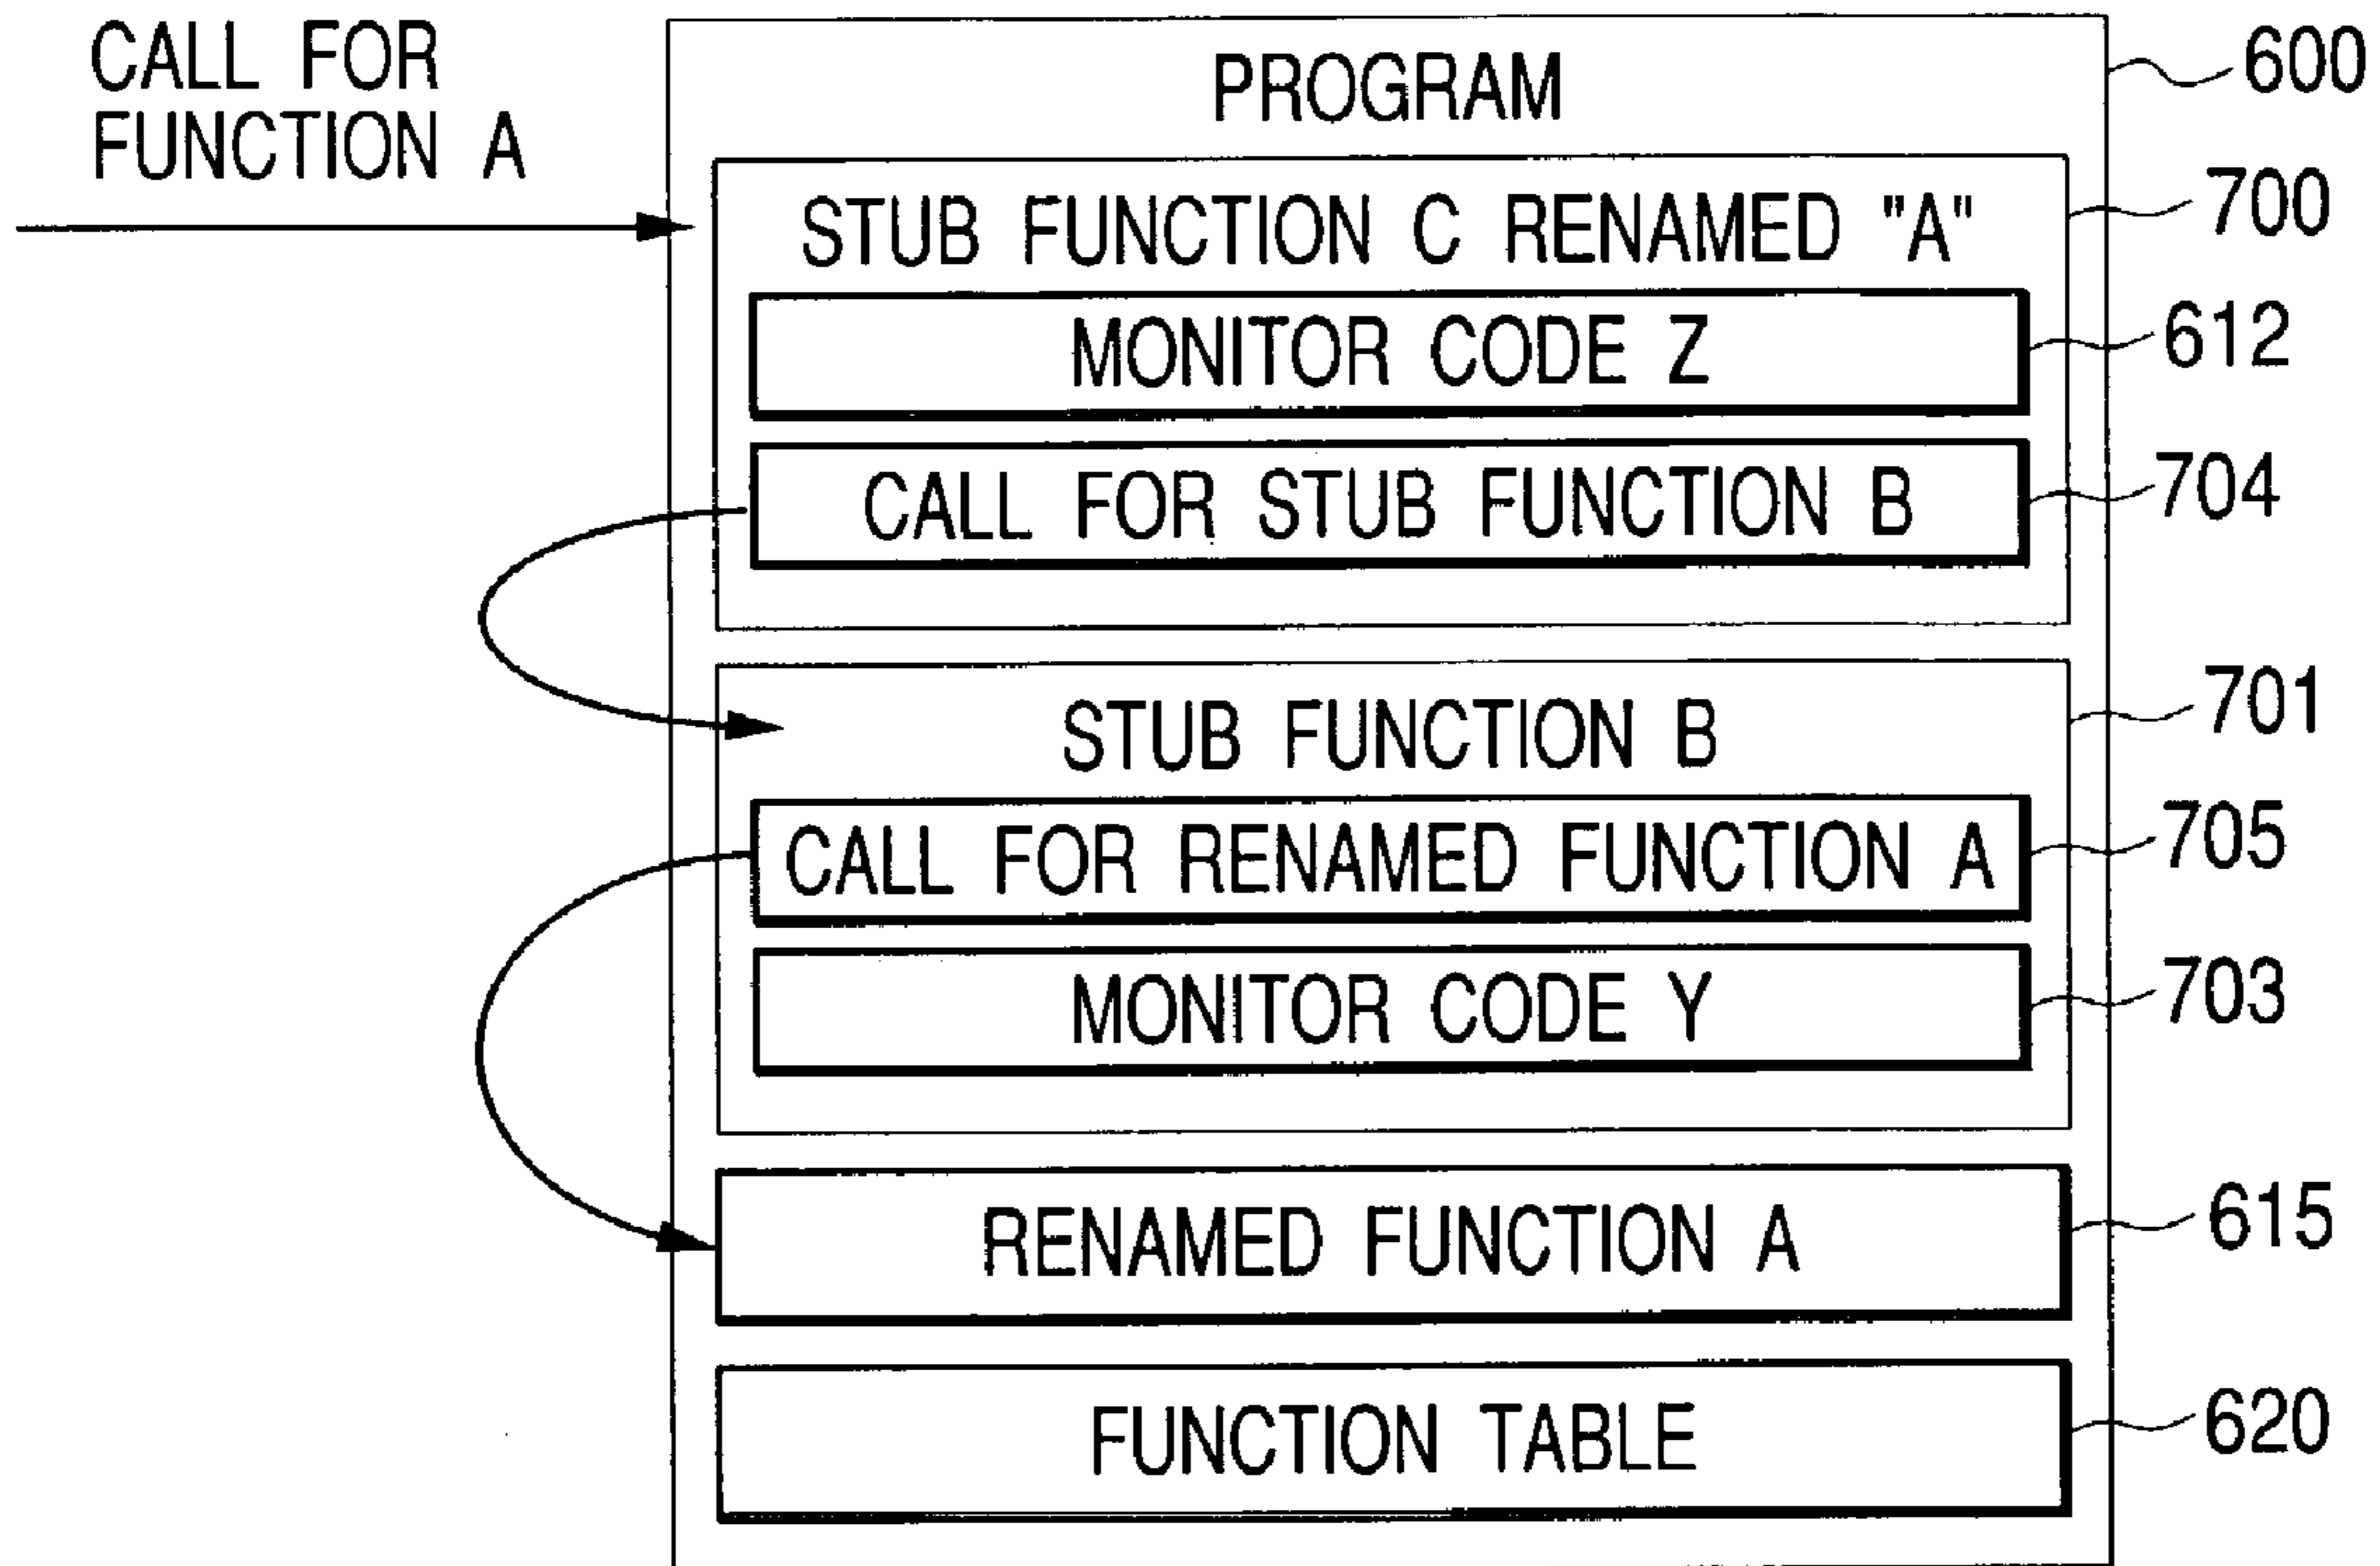 CALL FOR
FUNCTION A
PROGRAM
600
STUB FUNCTION C RENAMED "A"
700
MONITOR CODE Z
612
CALL FOR STUB FUNCTION B
704
STUB FUNCTION B
701
CALL FOR RENAMED FUNCTION A
705
MONITOR CODE Y
703
RENAMED FUNCTION A
615
FUNCTION TABLE
620